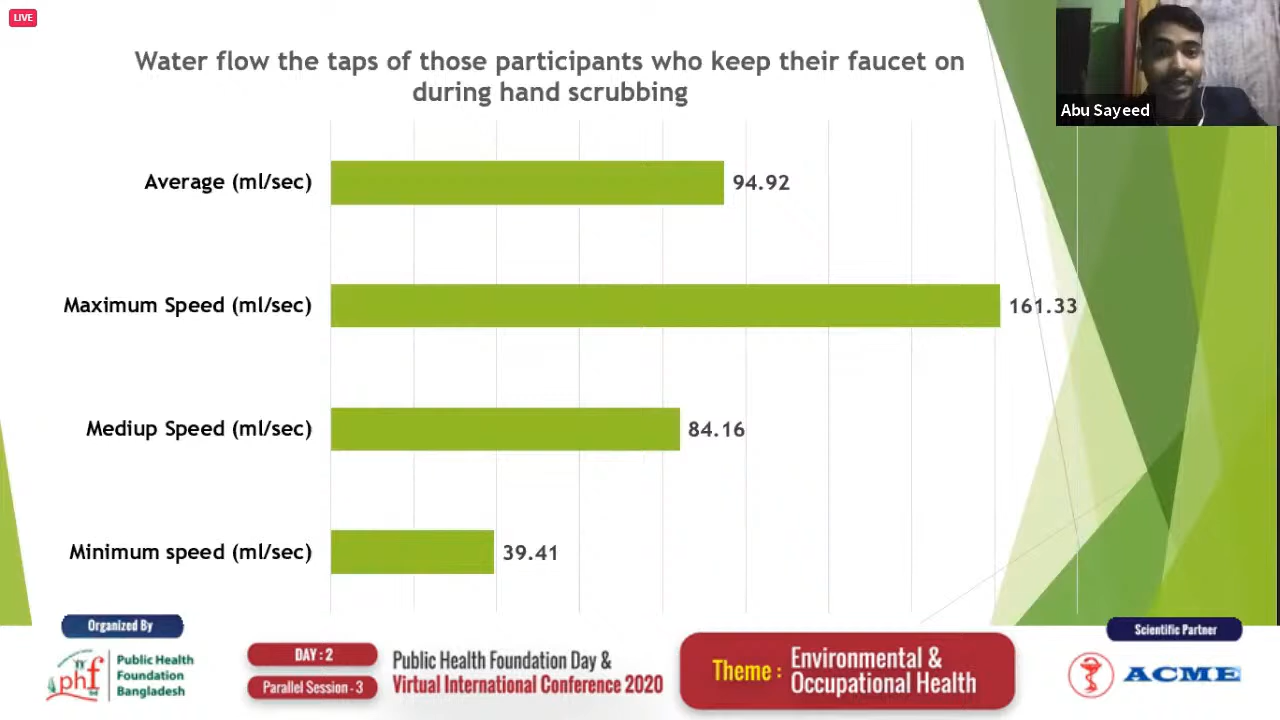 LIVE
Water flow the taps of those participants who keep their faucet on
during hand scrubbing
Abu Sayeed
Average (ml/sec)
94.92
Maximum Speed (ml/sec)
161.33
Mediup Speed (ml/sec)
84.16
Minimum speed (ml/sec)
39.41
Organized By
phf
Public Health
Foundation
Bangladesh
DAY : 2
Parallel Session - 3
Public Health Foundation Day &
Virtual International Conference 2020
Theme :
Environmental &
Occupational Health
Scientific Partner
ACME